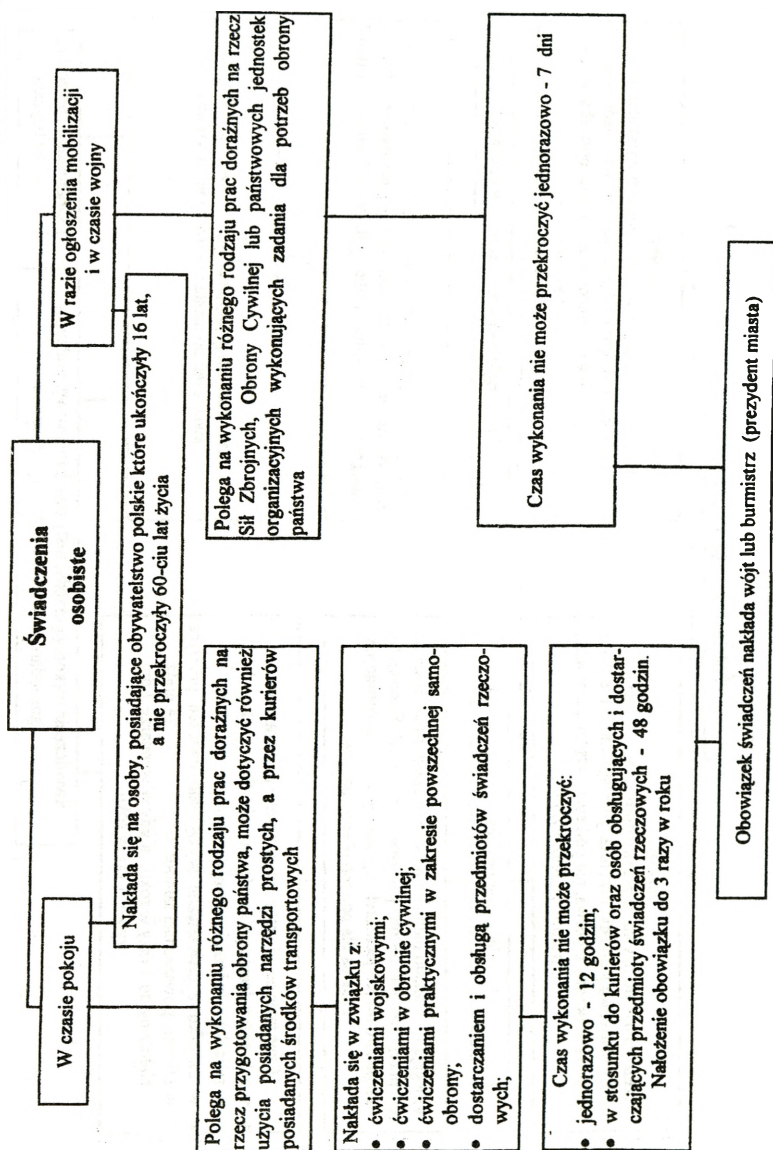 Świadczenia
osobiste
W czasie pokoju
W razie ogłoszenia mobilizacji
i w czasie wojny
Nakłada się na osoby, posiadające obywatelstwo polskie które ukończyły 16 lat,
a nie przekroczyły 60-ciu lat życia
Polega na wykonaniu różnego rodzaju prac doraźnych na
rzecz przygotowania obrony państwa, może dotyczyć również
użycia posiadanych narzędzi prostych, a przez kurierów
posiadanych środków transportowych
Nakłada się w związku z:
• ćwiczeniami wojskowymi;
• ćwiczeniami w obronie cywilnej;
• ćwiczeniami praktycznymi w zakresie powszechnej samo-
obrony;
• dostarczaniem i obsługą przedmiotów świadczeń rzeczo-
wych;
Czas wykonania nie może przekroczyć:
• jednorazowo - 12 godzin;
• w stosunku do kurierów oraz osób obsługujących i dostar-
czających przedmioty świadczeń rzeczowych - 48 godzin.
Nałożenie obowiązku do 3 razy w roku
Polega na wykonaniu różnego rodzaju prac doraźnych na rzecz
Sił Zbrojnych, Obrony Cywilnej lub państwowych jednostek
organizacyjnych wykonujących zadania dla potrzeb obrony
państwa
Czas wykonania nie może przekroczyć jednorazowo - 7 dni
Obowiązek świadczeń nakłada wójt lub burmistrz (prezydent miasta)